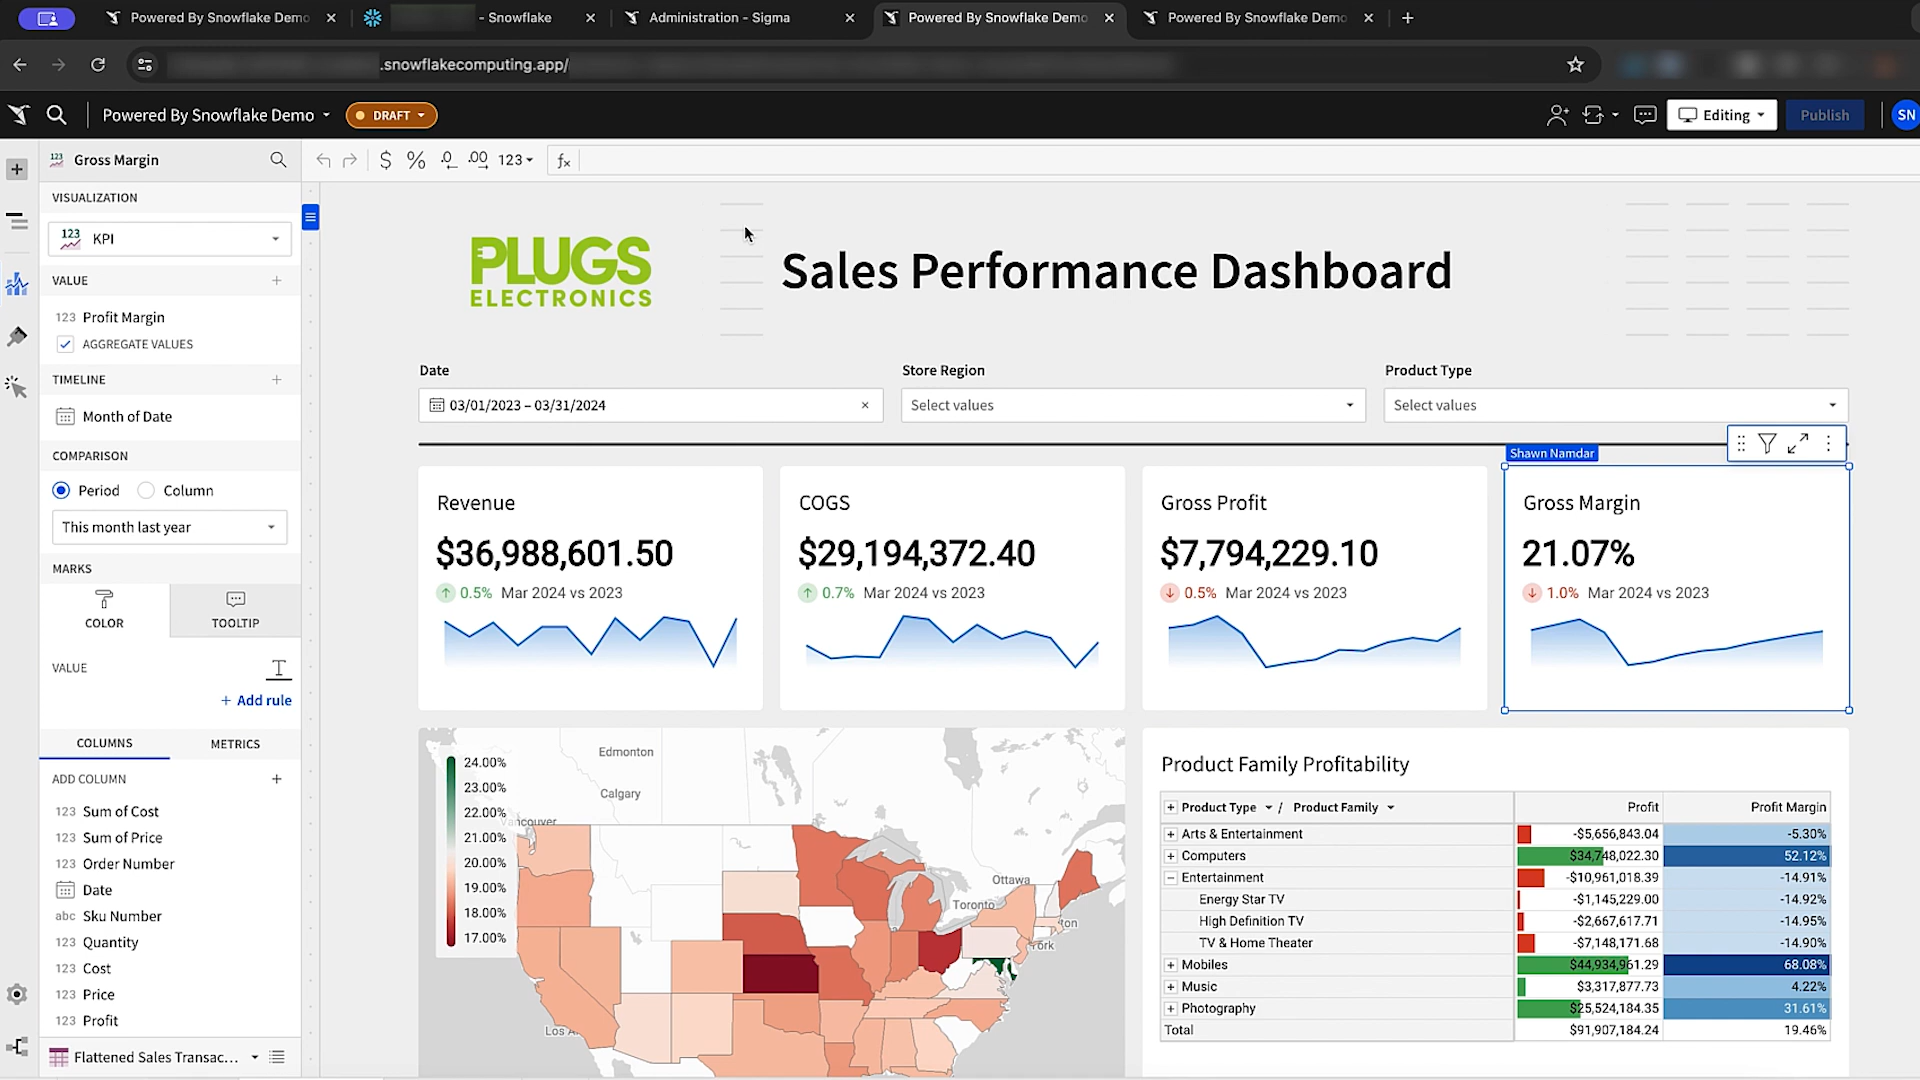 Powered By Snowflake Demo
- Snowflake
Administration - Sigma
Powered By Snowflake Demo
Powered By Snowflake Demo
.snowflakecomputing.app/
Powered By Snowflake Demo
DRAFT
Editing
Publish
SN
Gross Margin
$ % .0 .00 123
fx
VISUALIZATION
123 KPI
VALUE
123 Profit Margin
AGGREGATE VALUES
TIMELINE
Month of Date
COMPARISON
Period
Column
This month last year
MARKS
COLOR
TOOLTIP
VALUE
T
+ Add rule
COLUMNS
METRICS
ADD COLUMN
123 Sum of Cost
123 Sum of Price
123 Order Number
Date
abc Sku Number
123 Quantity
123 Cost
123 Price
123 Profit
Flattened Sales Transac...
PLUGS
ELECTRONICS
Sales Performance Dashboard
Date
03/01/2023 – 03/31/2024
Store Region
Select values
Product Type
Select values
Shawn Namdar
Revenue
$36,988,601.50
0.5% Mar 2024 vs 2023
COGS
$29,194,372.40
0.7% Mar 2024 vs 2023
Gross Profit
$7,794,229.10
0.5% Mar 2024 vs 2023
Gross Margin
21.07%
1.0% Mar 2024 vs 2023
24.00%
23.00%
22.00%
21.00%
20.00%
19.00%
18.00%
17.00%
Edmonton
Calgary
Vancouver
Ottawa
Toronto
Los A
Product Family Profitability
Product Type / Product Family Profit Profit Margin
Arts & Entertainment -$5,656,843.04 -5.30%
Computers $34,748,022.30 52.12%
Entertainment -$10,961,018.39 -14.91%
Energy Star TV -$1,145,229.00 -14.92%
High Definition TV -$2,667,617.71 -14.95%
TV & Home Theater -$7,148,171.68 -14.90%
Mobiles $44,934,961.29 68.08%
Music $3,317,877.73 4.22%
Photography $25,524,184.35 31.61%
Total $91,907,184.24 19.46%